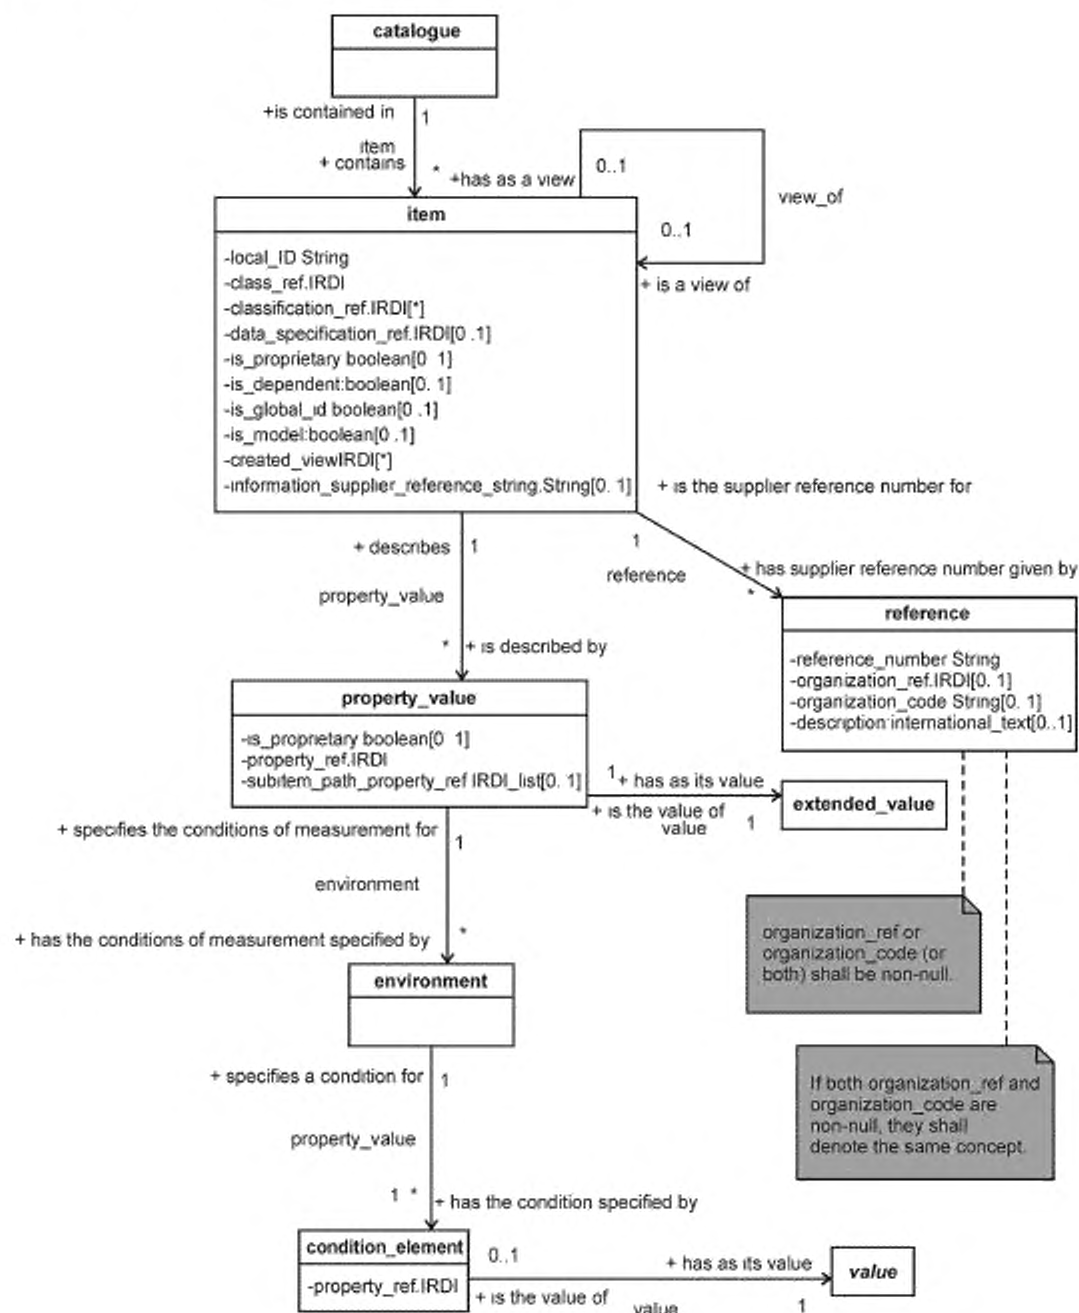 catalogue
+is contained in
1
item
+ contains
*
+has as a view
0..1
view_of
0..1
+ is a view of
item
-local_ID String
-class_ref.IRDI
-classification_ref.IRDI[*]
-data_specification_ref.IRDI[0 .1]
-is_proprietary boolean[0 1]
-is_dependent:boolean[0. 1]
-is_global_id boolean[0 .1]
-is_model:boolean[0 .1]
-created_viewIRDI[*]
-information_supplier_reference_string.String[0. 1]
+ is the supplier reference number for
+ describes
1
1
reference
+ has supplier reference number given by
*
property_value
*
+ is described by
reference
-reference_number String
-organization_ref.IRDI[0. 1]
-organization_code String[0. 1]
-description international_text[0..1]
property_value
-is_proprietary boolean[0 1]
-property_ref.IRDI
-subitem_path_property_ref IRDI_list[0. 1]
1
+ has as its value
+ is the value of
value
1
extended_value
+ specifies the conditions of measurement for
1
environment
+ has the conditions of measurement specified by
*
organization_ref or
organization_code (or
both) shall be non-null.
environment
+ specifies a condition for
1
If both organization_ref and
organization_code are
non-null, they shall
denote the same concept.
property_value
1 *
+ has the condition specified by
condition_element
-property_ref.IRDI
0..1
+ has as its value
value
+ is the value of
value
1